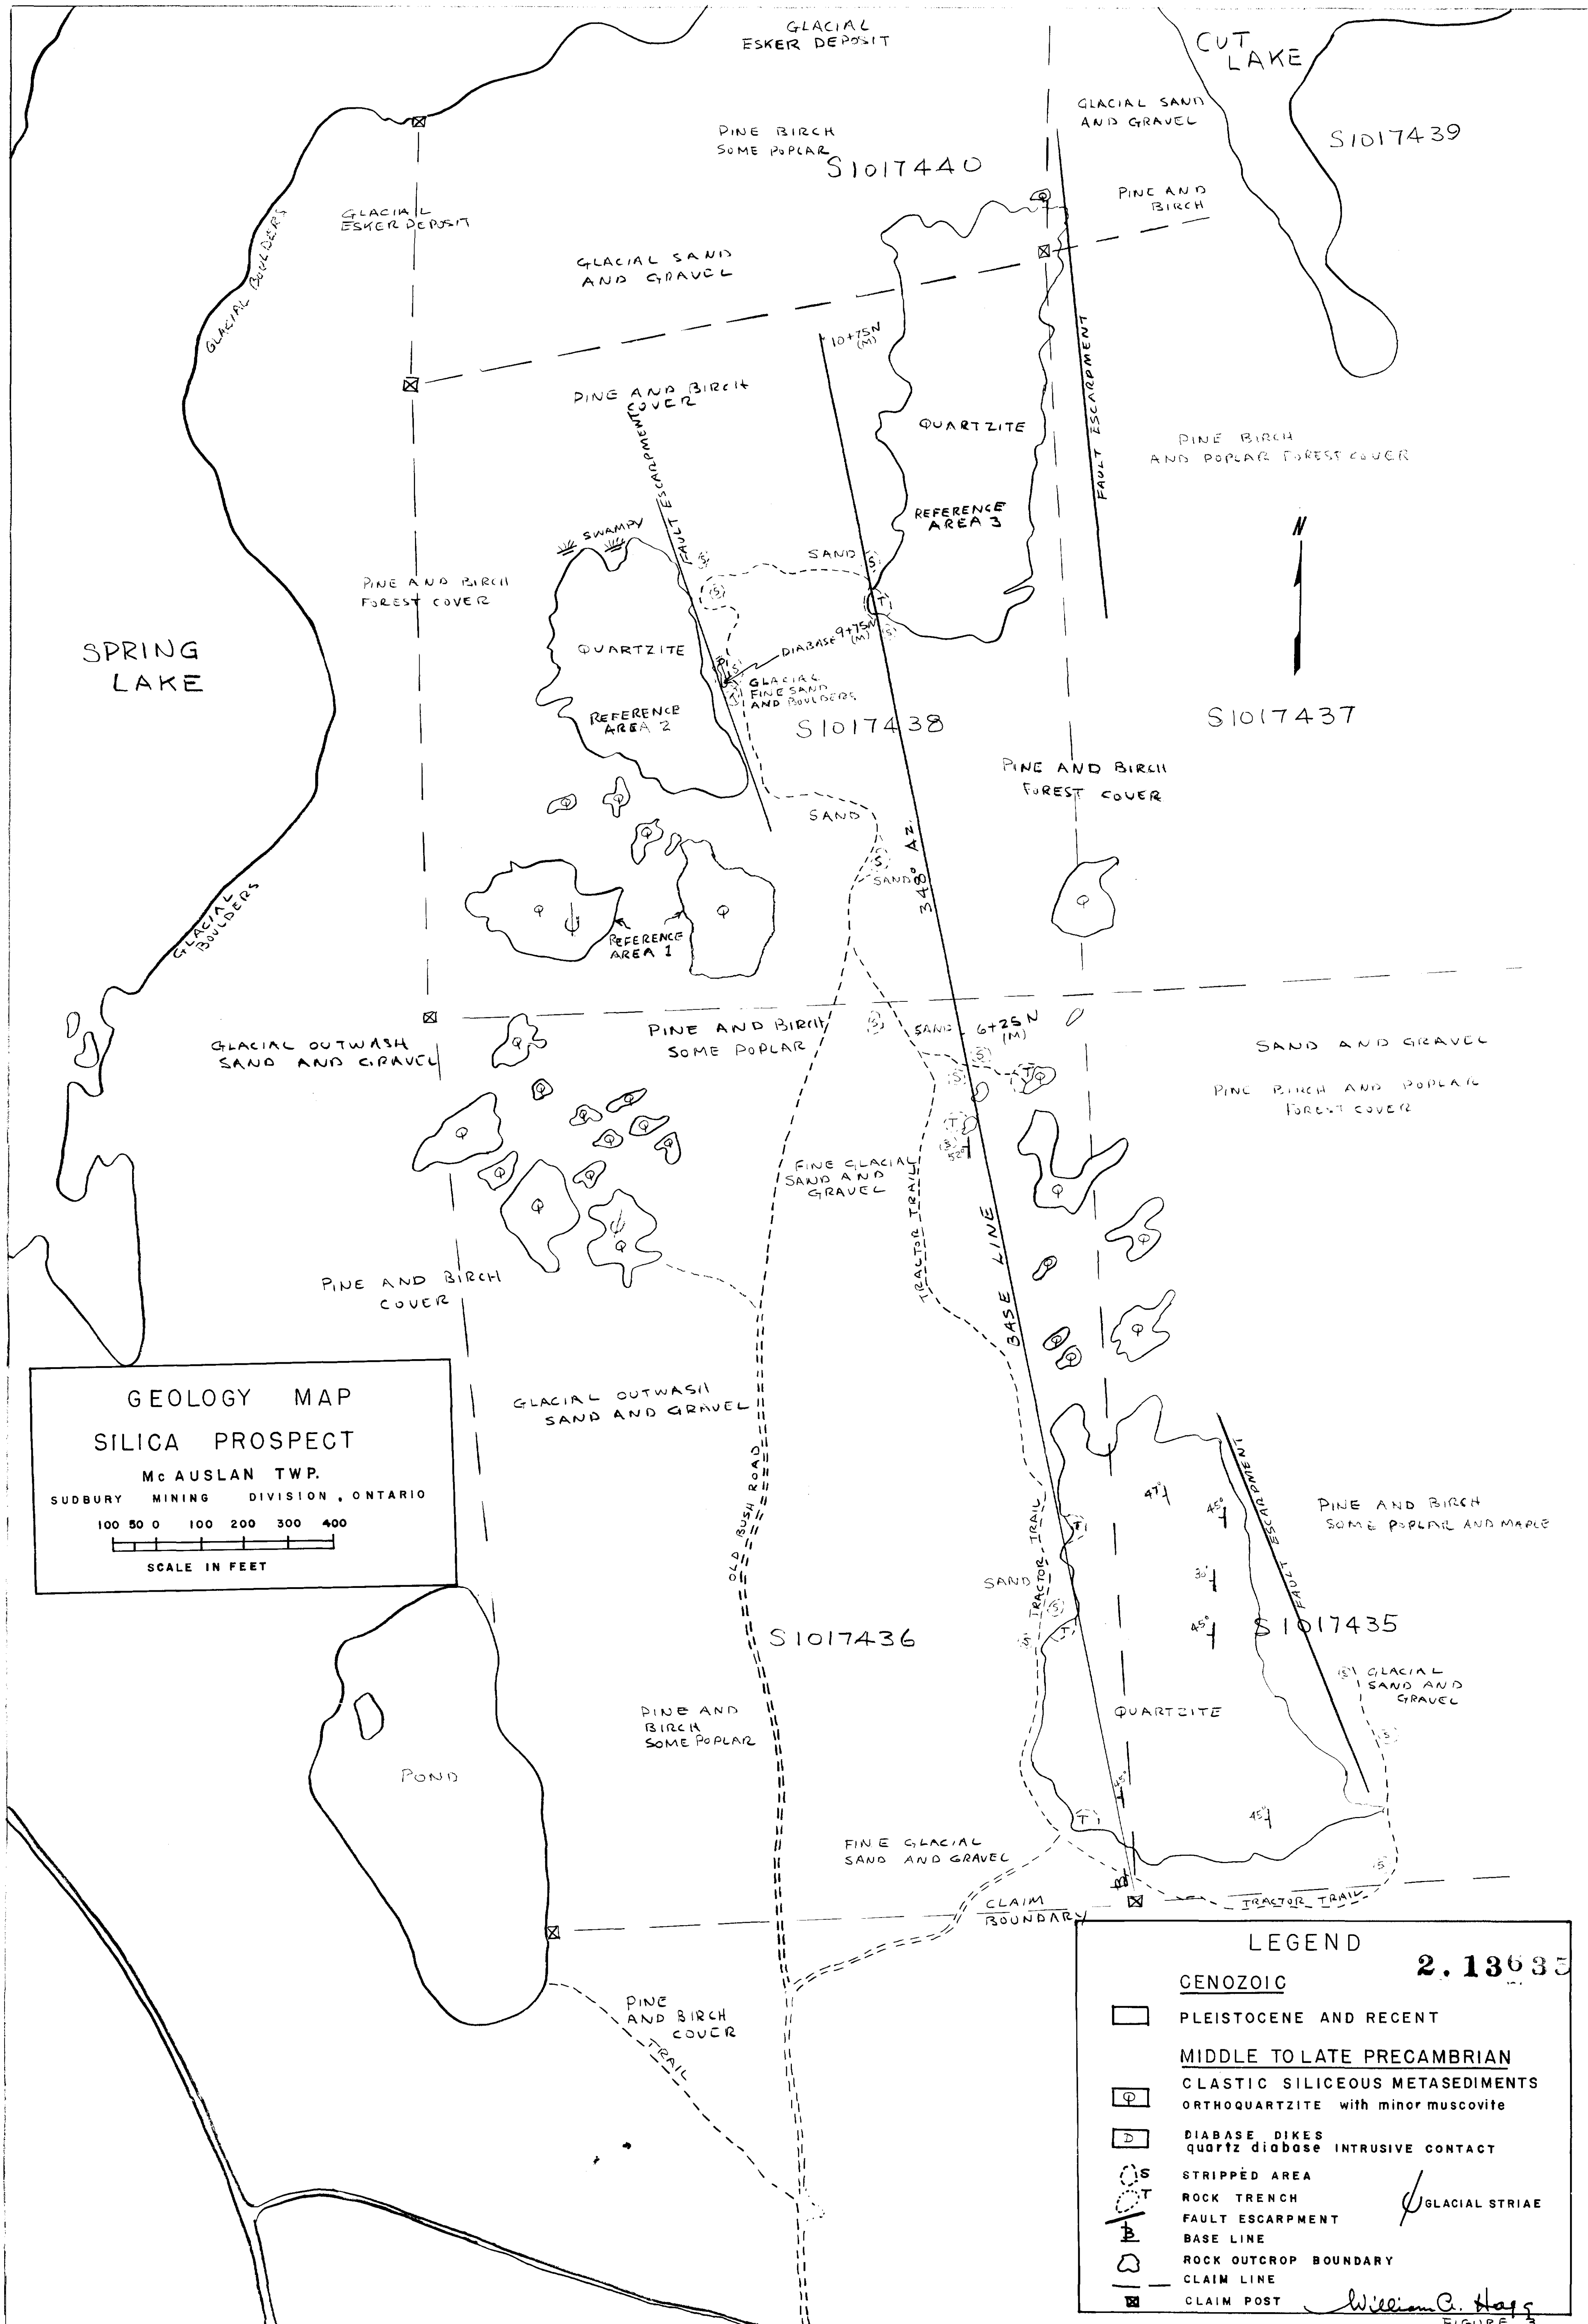 GLACIAL
ESKER DEPOSIT
CUT
LAKE
GLACIAL SAND
AND GRAVEL
S1017439
PINE BIRCH
SOME POPLAR
S1017440
PINE AND
BIRCH
GLACIAL
ESKER DEPOSIT
GLACIAL BOULDERS
GLACIAL SAND
AND GRAVEL
Q
10+75N
(M)
PINE AND BIRCH
COVER
FAULT ESCARPMENT
QUARTZITE
FAULT ESCARPMENT
PINE BIRCH
AND POPLAR FOREST COVER
REFERENCE
AREA 3
N
SWAMPY
S
SAND
S
PINE AND BIRCH
FOREST COVER
S
T
SPRING
LAKE
QUARTZITE
DIABASE
9+75N
(M)
S
S
GLACIAL
FINE SAND
AND BOULDERS
REFERENCE
AREA 2
S1017438
S1017437
PINE AND BIRCH
FOREST COVER
SAND
Q
Q
Q
S
SAND
348° AZ.
Q
Q
Q
REFERENCE
AREA 1
GLACIAL
BOULDERS
GLACIAL OUTWASH
SAND AND GRAVEL
Q
PINE AND BIRCH
SOME POPLAR
S
SAND
6+25N
(M)
SAND AND GRAVEL
S
S
T
Q
PINE BIRCH AND POPLAR
FOREST COVER
Q
Q
Q
Q
Q
Q
Q
Q
Q
Q
T
52°
FINE GLACIAL
SAND AND
GRAVEL
TRACTOR TRAIL
Q
Q
Q
Q
BASE LINE
Q
PINE AND BIRCH
COVER
Q
Q
Q
GEOLOGY MAP
SILICA PROSPECT
Mc AUSLAN TWP.
SUDBURY MINING DIVISION, ONTARIO
100 50 0 100 200 300 400
SCALE IN FEET
GLACIAL OUTWASH
SAND AND GRAVEL
OLD BUSH ROAD
TRACTOR TRAIL
FAULT ESCARPMENT
47°
45°
PINE AND BIRCH
SOME POPLAR AND MAPLE
T
SAND
30°
S
45°
S1017435
S1017436
S
T
S
GLACIAL
SAND AND
GRAVEL
PINE AND
BIRCH
SOME POPLAR
QUARTZITE
S
POND
45°
T
45°
FINE GLACIAL
SAND AND GRAVEL
S
CLAIM
BOUNDARY
TRACTOR TRAIL
PINE
AND BIRCH
COVER
TRAIL
LEGEND
2.13635
CENOZOIC
PLEISTOCENE AND RECENT
MIDDLE TO LATE PRECAMBRIAN
CLASTIC SILICEOUS METASEDIMENTS
Q ORTHOQUARTZITE with minor muscovite
D DIABASE DIKES
quartz diabase INTRUSIVE CONTACT
S STRIPPED AREA
T ROCK TRENCH
GLACIAL STRIAE
FAULT ESCARPMENT
B BASE LINE
ROCK OUTCROP BOUNDARY
CLAIM LINE
CLAIM POST
William A. Hogg
FIGURE 3